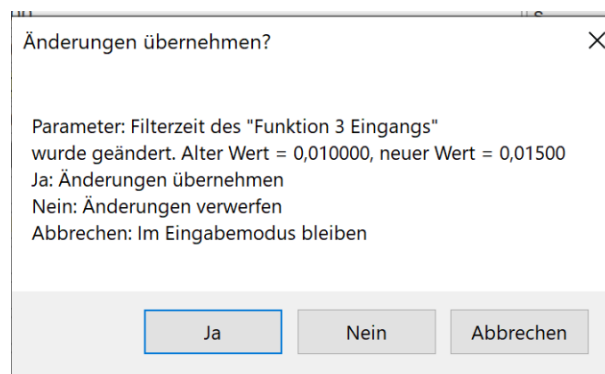 Änderungen übernehmen?
Parameter: Filterzeit des "Funktion 3 Eingangs"
wurde geändert. Alter Wert = 0,010000, neuer Wert = 0,01500
Ja: Änderungen übernehmen
Nein: Änderungen verwerfen
Abbrechen: Im Eingabemodus bleiben
Ja Nein Abbrechen